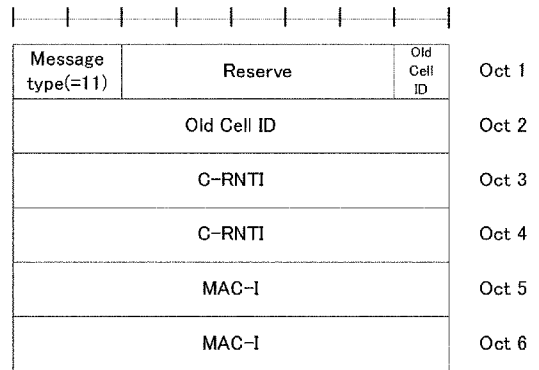 Message type(=11) Reserve Old Cell ID Oct 1
Old Cell ID Oct 2
C-RNTI Oct 3
C-RNTI Oct 4
MAC-I Oct 5
MAC-I Oct 6